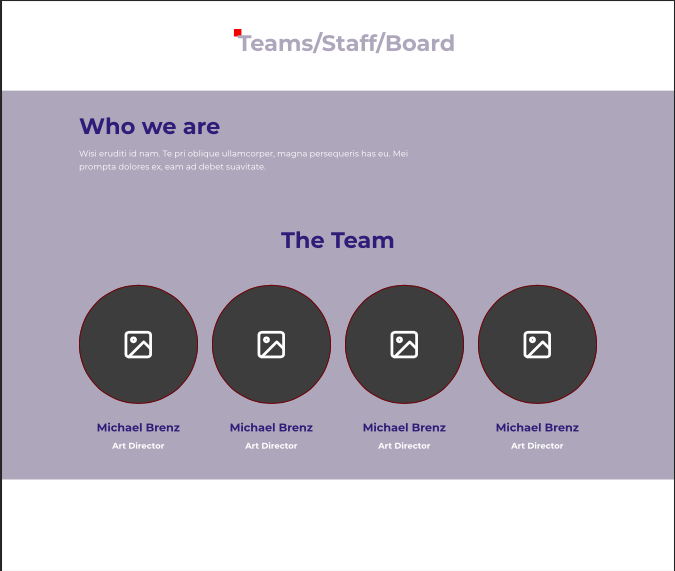 Teams/Staff/Board
Who we are
Wisi eruditi id nam. Te pri oblique ullamcorper, magna persequeris has eu. Mei
prompta dolores ex, eam ad debet suavitate.
The Team
Michael Brenz Michael Brenz Michael Brenz Michael Brenz
Art Director Art Director Art Director Art Director